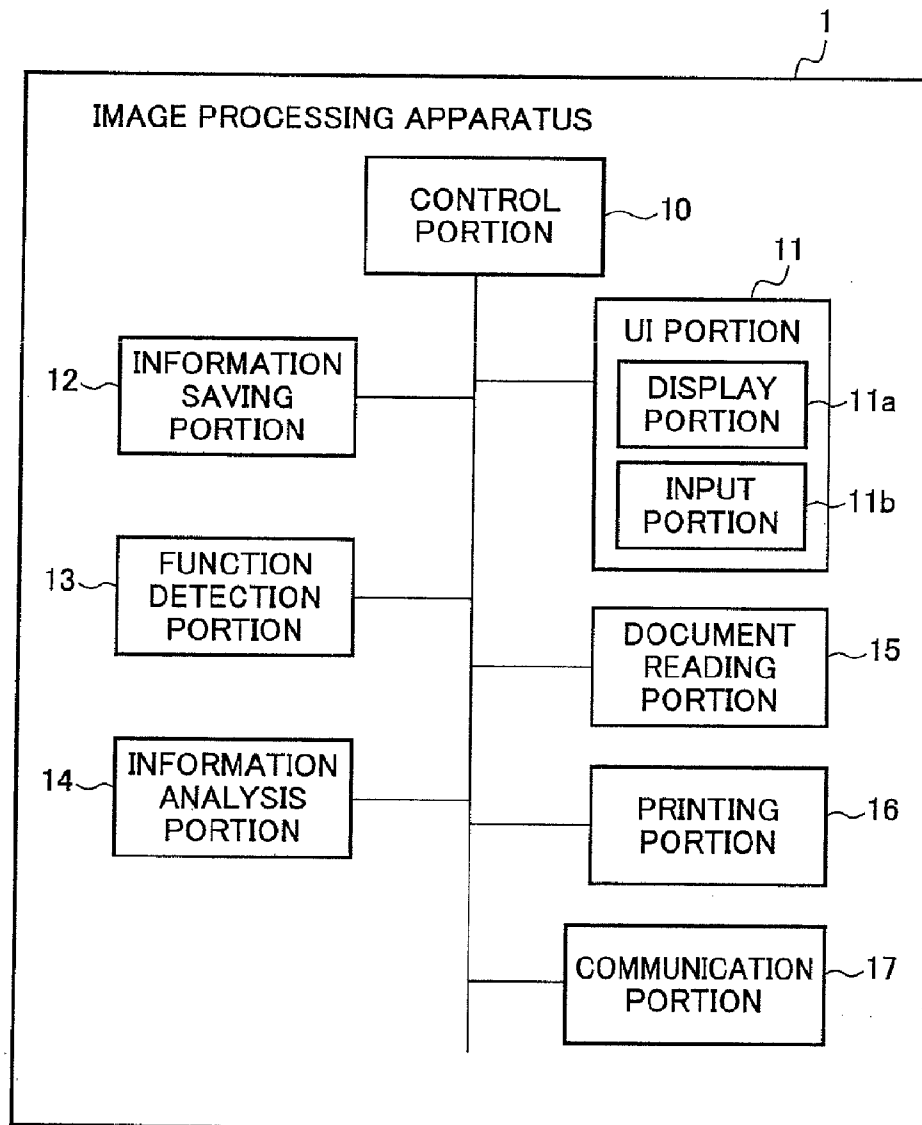 1
IMAGE PROCESSING APPARATUS
CONTROL
PORTION
10
11
UI PORTION
DISPLAY
PORTION
11a
INPUT
PORTION
11b
12
INFORMATION
SAVING
PORTION
13
FUNCTION
DETECTION
PORTION
DOCUMENT
READING
PORTION
15
14
INFORMATION
ANALYSIS
PORTION
PRINTING
PORTION
16
COMMUNICATION
PORTION
17